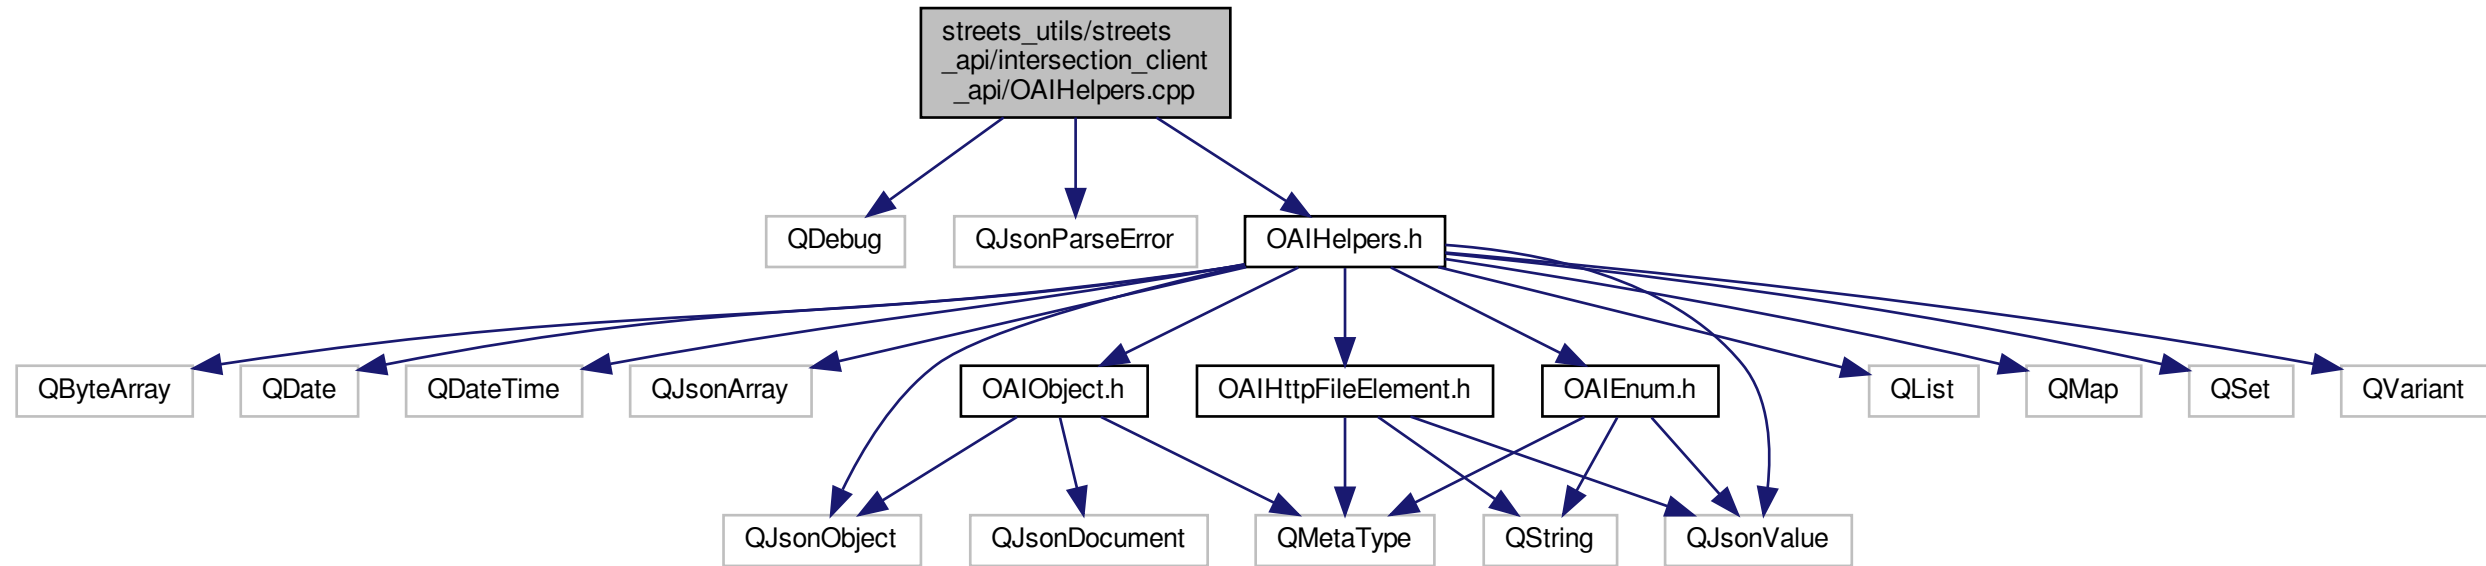 streets_utils/streets
_api/intersection_client
_api/OAIHelpers.cpp
QDebug
QJsonParseError
OAIHelpers.h
QByteArray
QDate
QDateTime
QJsonArray
OAIObject.h
OAIHttpFileElement.h
OAIEnum.h
QList
QMap
QSet
QVariant
QJsonObject
QJsonDocument
QMetaType
QString
QJsonValue